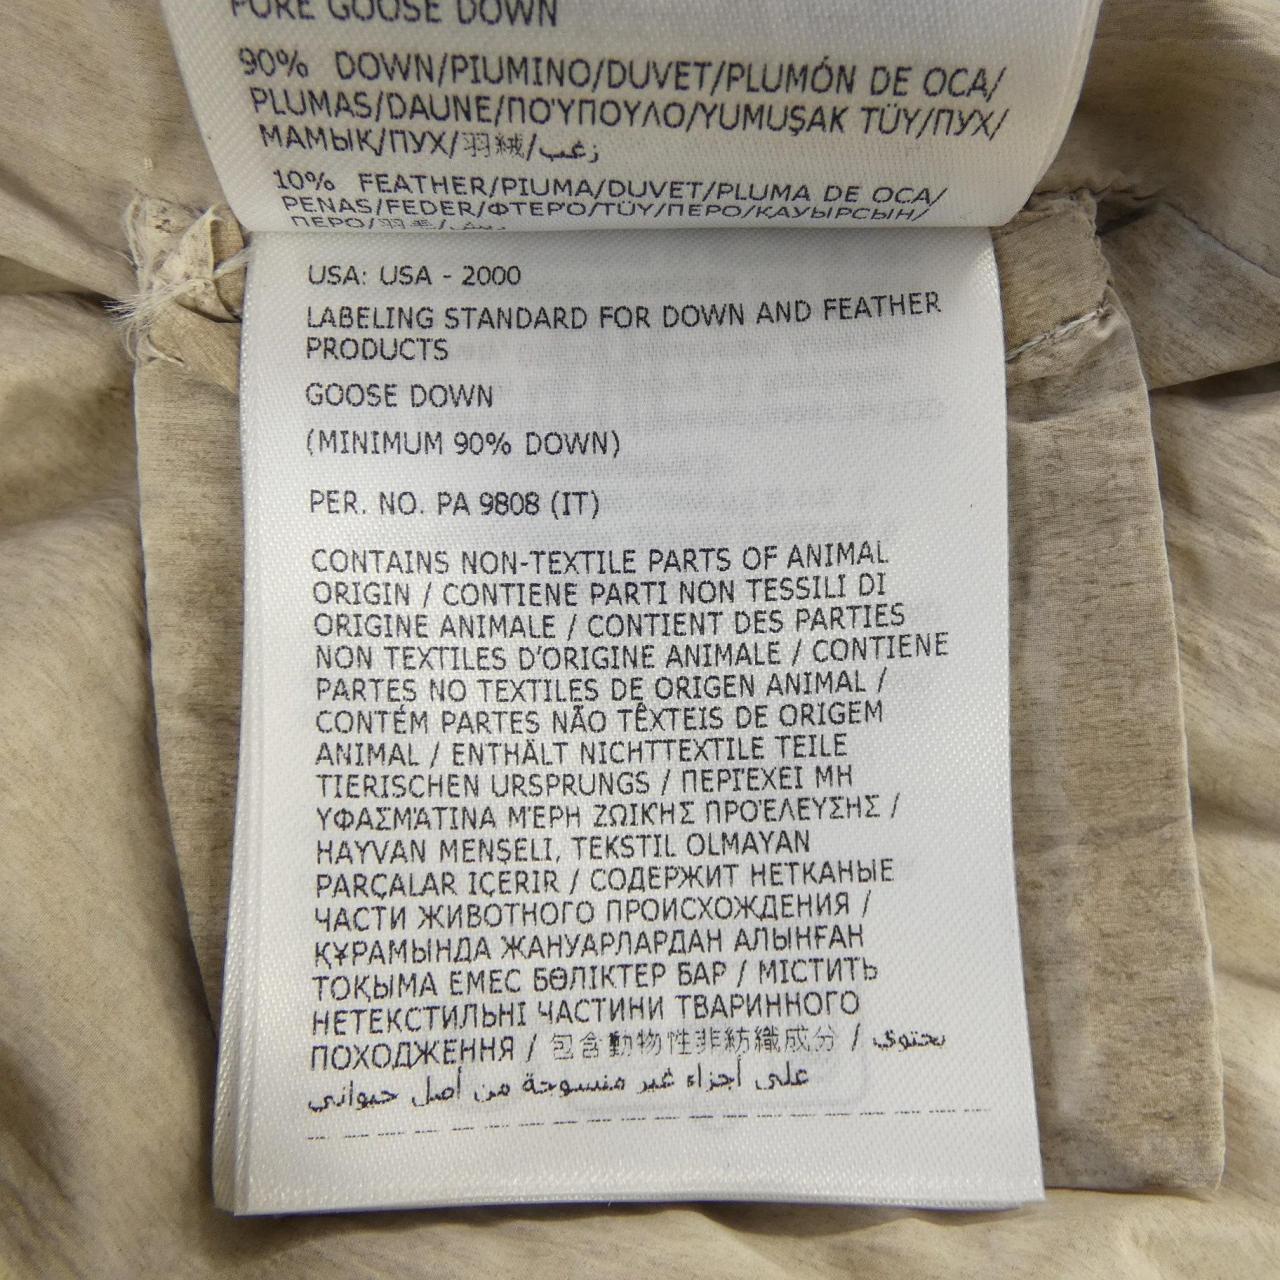 PURE GOOSE DOWN
90% DOWN/PIUMINO/DUVET/PLUMÓN DE OCA/
PLUMAS/DAUNE/ΠΟΎΠΟΥΛΟ/YUMUŞAK TÜY/ПУХ/
МАМЫҚ/ПУХ/羽絨/زغب
10% FEATHER/PIUMA/DUVET/PLUMA DE OCA/
PENAS/FEDER/ΦΤΕΡΌ/TÜY/ПЕРО/ҚАУЫРСЫН/
ПЕРО/羽毛/ريش
USA: USA - 2000
LABELING STANDARD FOR DOWN AND FEATHER
PRODUCTS
GOOSE DOWN
(MINIMUM 90% DOWN)
PER. NO. PA 9808 (IT)
CONTAINS NON-TEXTILE PARTS OF ANIMAL
ORIGIN / CONTIENE PARTI NON TESSILI DI
ORIGINE ANIMALE / CONTIENT DES PARTIES
NON TEXTILES D'ORIGINE ANIMALE / CONTIENE
PARTES NO TEXTILES DE ORIGEN ANIMAL /
CONTÉM PARTES NÃO TÊXTEIS DE ORIGEM
ANIMAL / ENTHÄLT NICHTTEXTILE TEILE
TIERISCHEN URSPRUNGS / ΠΕΡΙΈΧΕΙ ΜΗ
ΥΦΑΣΜΆΤΙΝΑ ΜΈΡΗ ΖΩΙΚΉΣ ΠΡΟΈΛΕΥΣΗΣ /
HAYVAN MENŞELI, TEKSTIL OLMAYAN
PARÇALAR IÇERIR / СОДЕРЖИТ НЕТКАНЫЕ
ЧАСТИ ЖИВОТНОГО ПРОИСХОЖДЕНИЯ /
ҚҰРАМЫНДА ЖАНУАРЛАРДАН АЛЫНҒАН
ТОҚЫМА ЕМЕС БӨЛІКТЕР БАР / МІСТИТЬ
НЕТЕКСТИЛЬНІ ЧАСТИНИ ТВАРИННОГО
ПОХОДЖЕННЯ / 包含動物性非紡織成分 / يحتوي
على أجزاء غير منسوجة من أصل حيواني